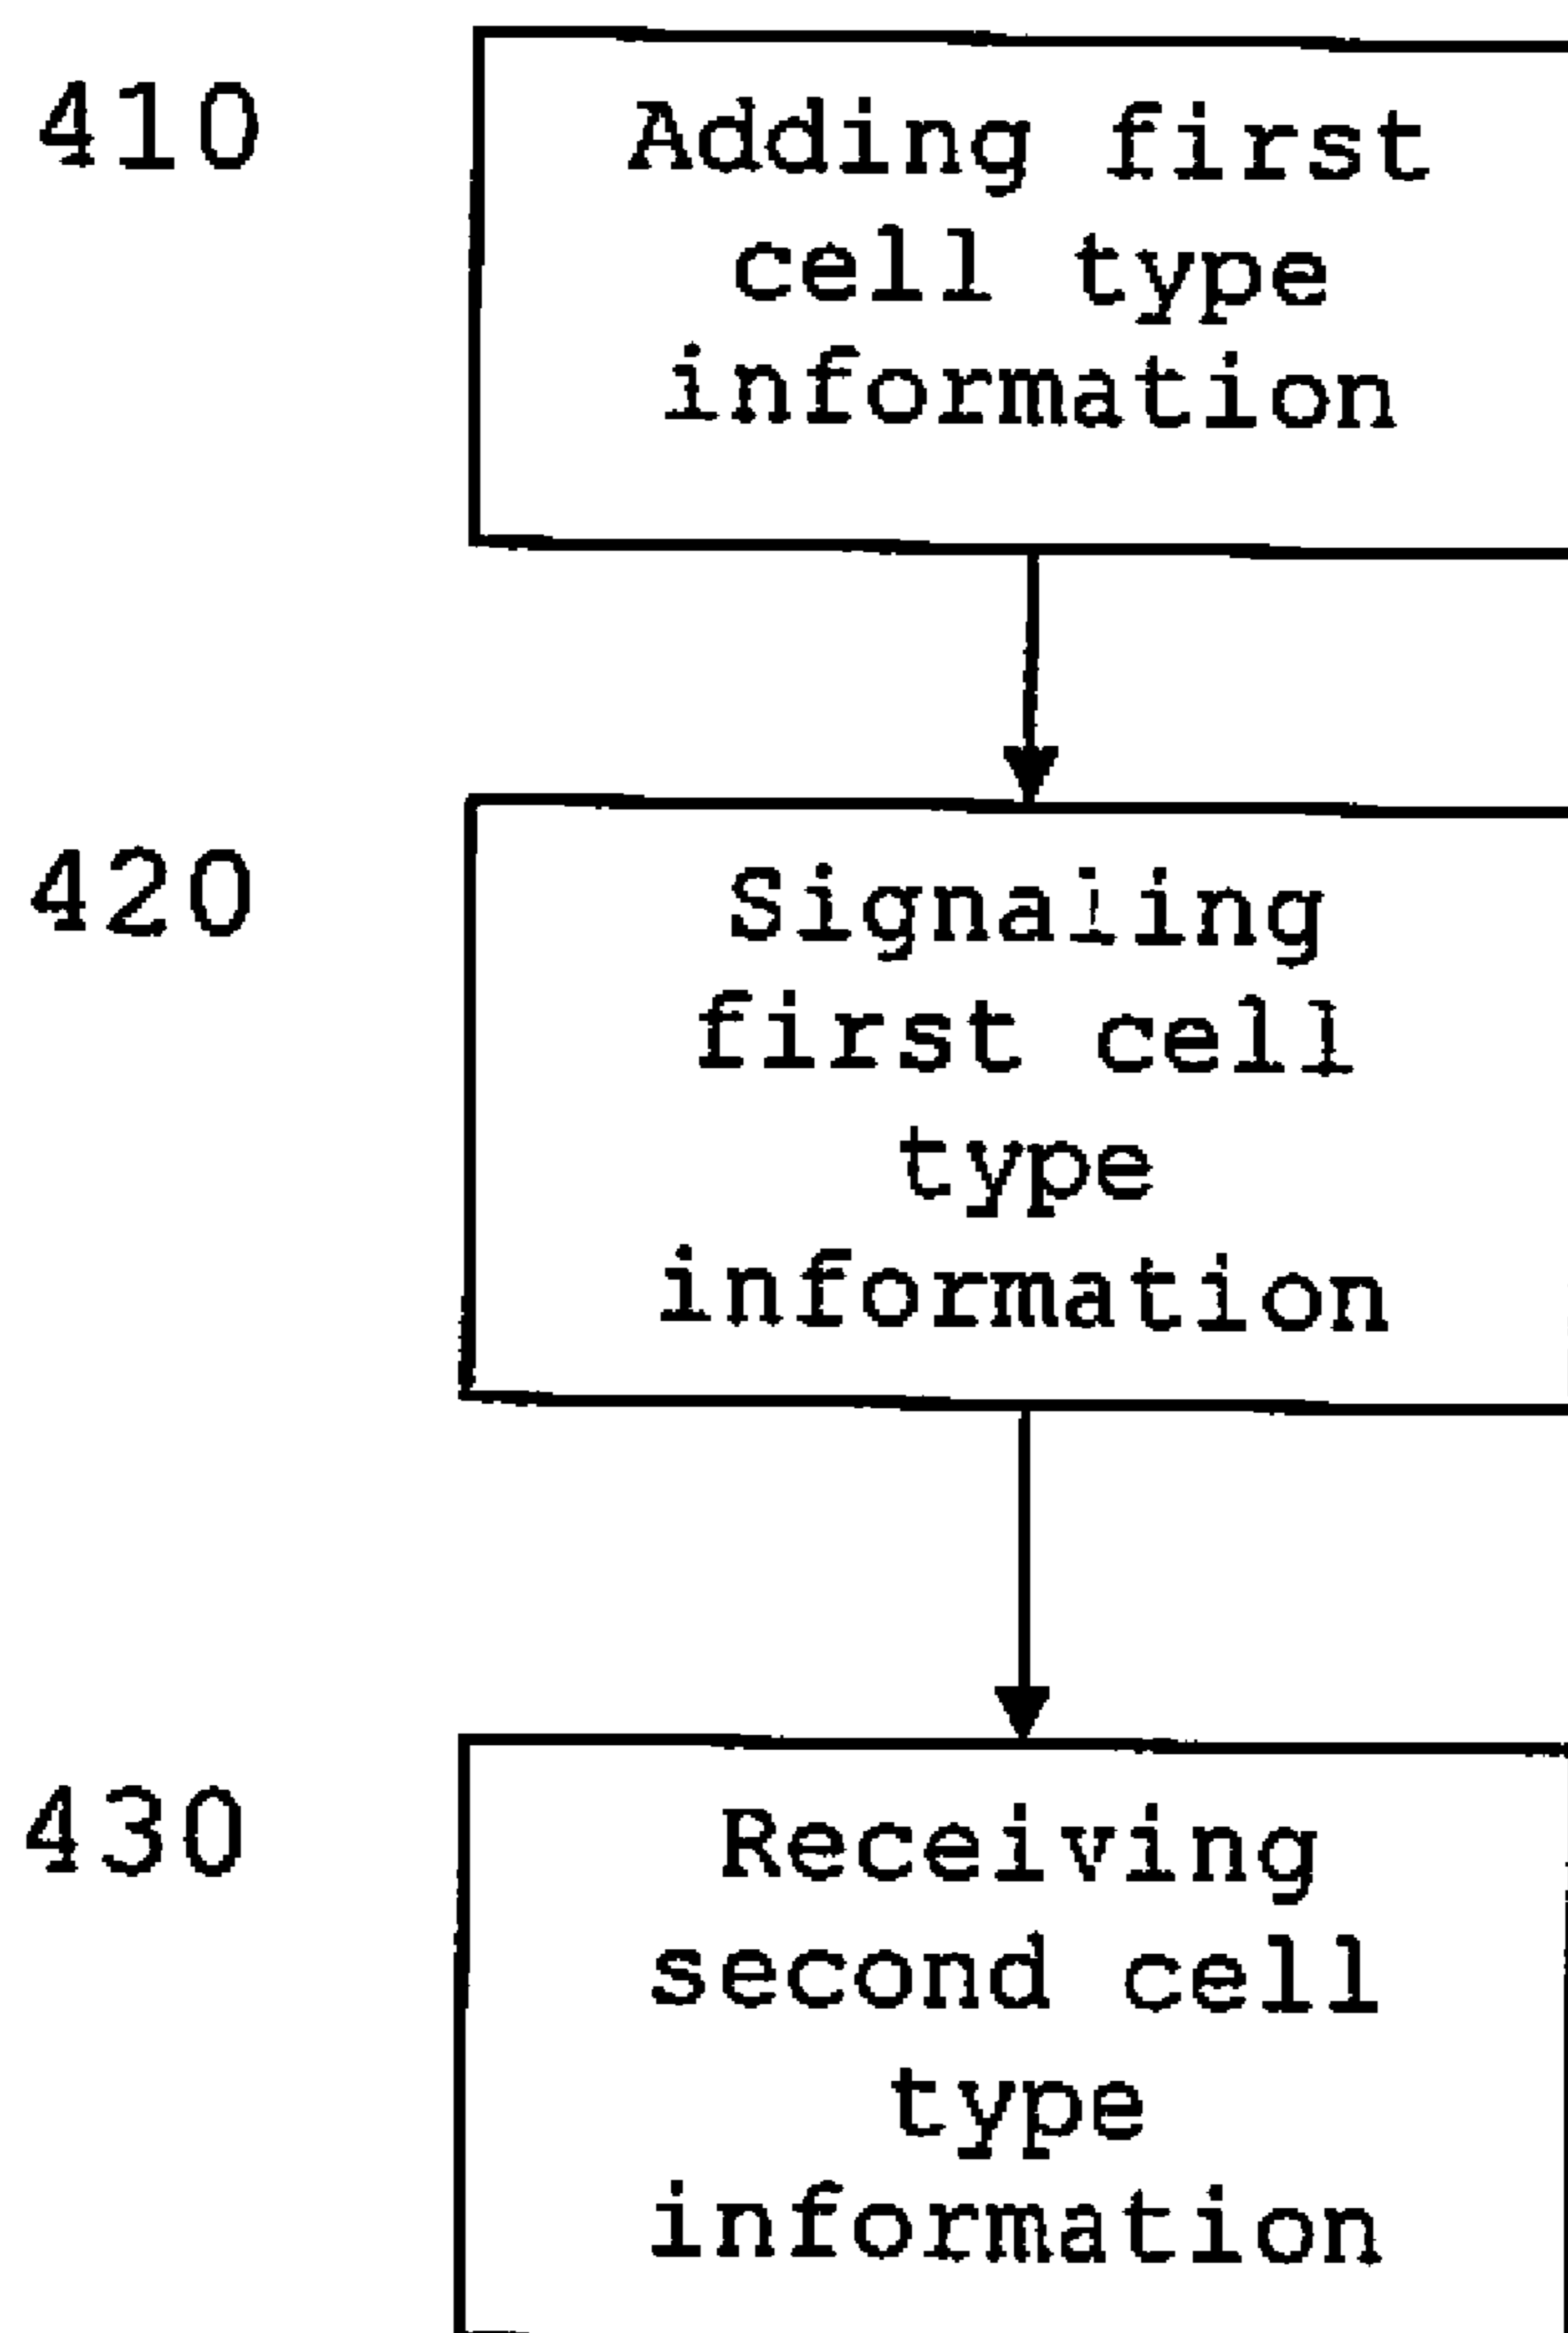 410
Adding first
cell type
information
420
Signaling
first cell
type
information
430
Receiving
second cell
type
information